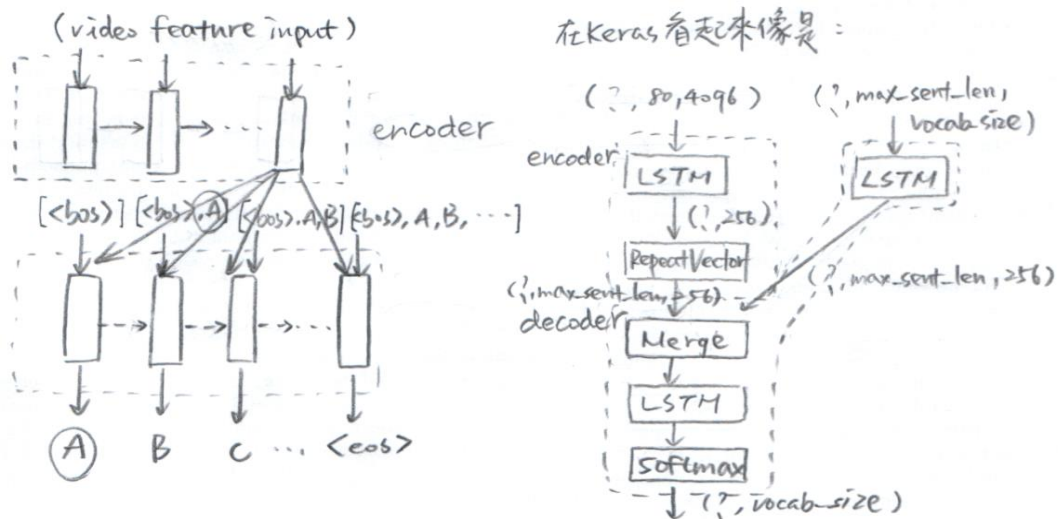 (video feature input)
encoder
[<bos>] [<bos>,A] [<bos>,A,B] [<bos>, A, B, ...]
A B C ... <eos>
在Keras看起來像是：
(?, 80, 4096)
(?, max_sent_len,
vocab_size)
encoder
LSTM
LSTM
(?, 256)
RepeatVector
(?, max_sent_len, 256)
(?, max_sent_len, 256)
decoder
Merge
LSTM
softmax
(?, vocab_size)